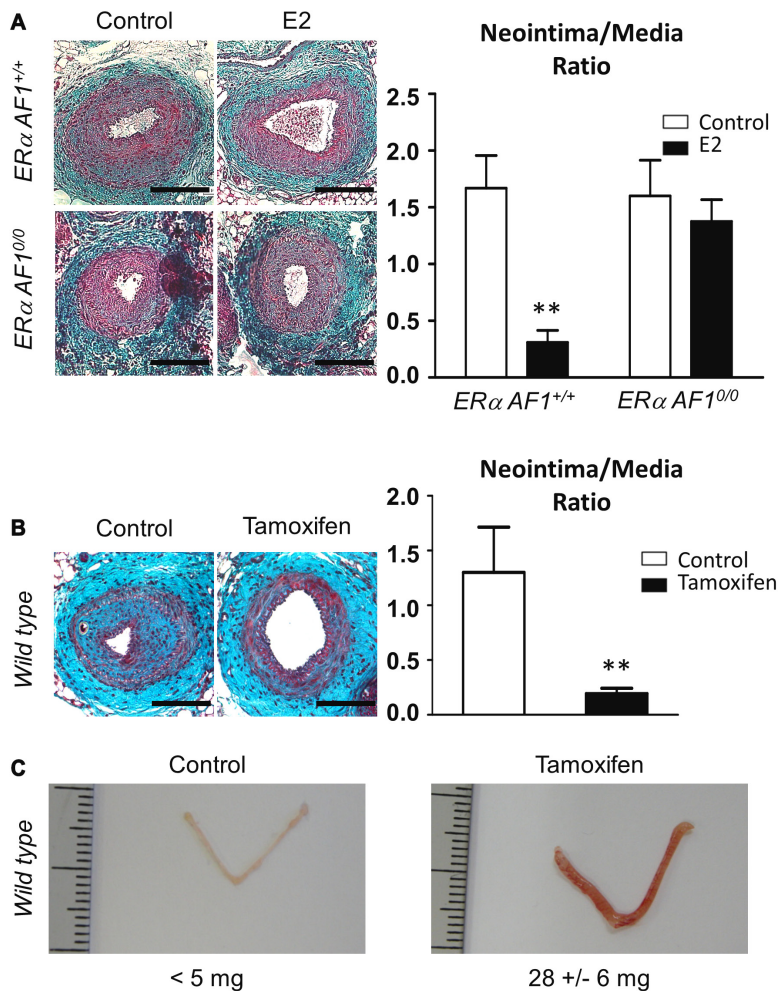 A
Control
E2
ERα AF1+/+
ERα AF10/0
Neointima/Media
Ratio
2.5
2.0
1.5
1.0
0.5
0.0
Control
E2
**
ERα AF1+/+
ERα AF10/0
B
Control
Tamoxifen
Wild type
Neointima/Media
Ratio
2.0
1.5
1.0
0.5
0.0
Control
Tamoxifen
**
C
Control
Tamoxifen
Wild type
< 5 mg
28 +/- 6 mg